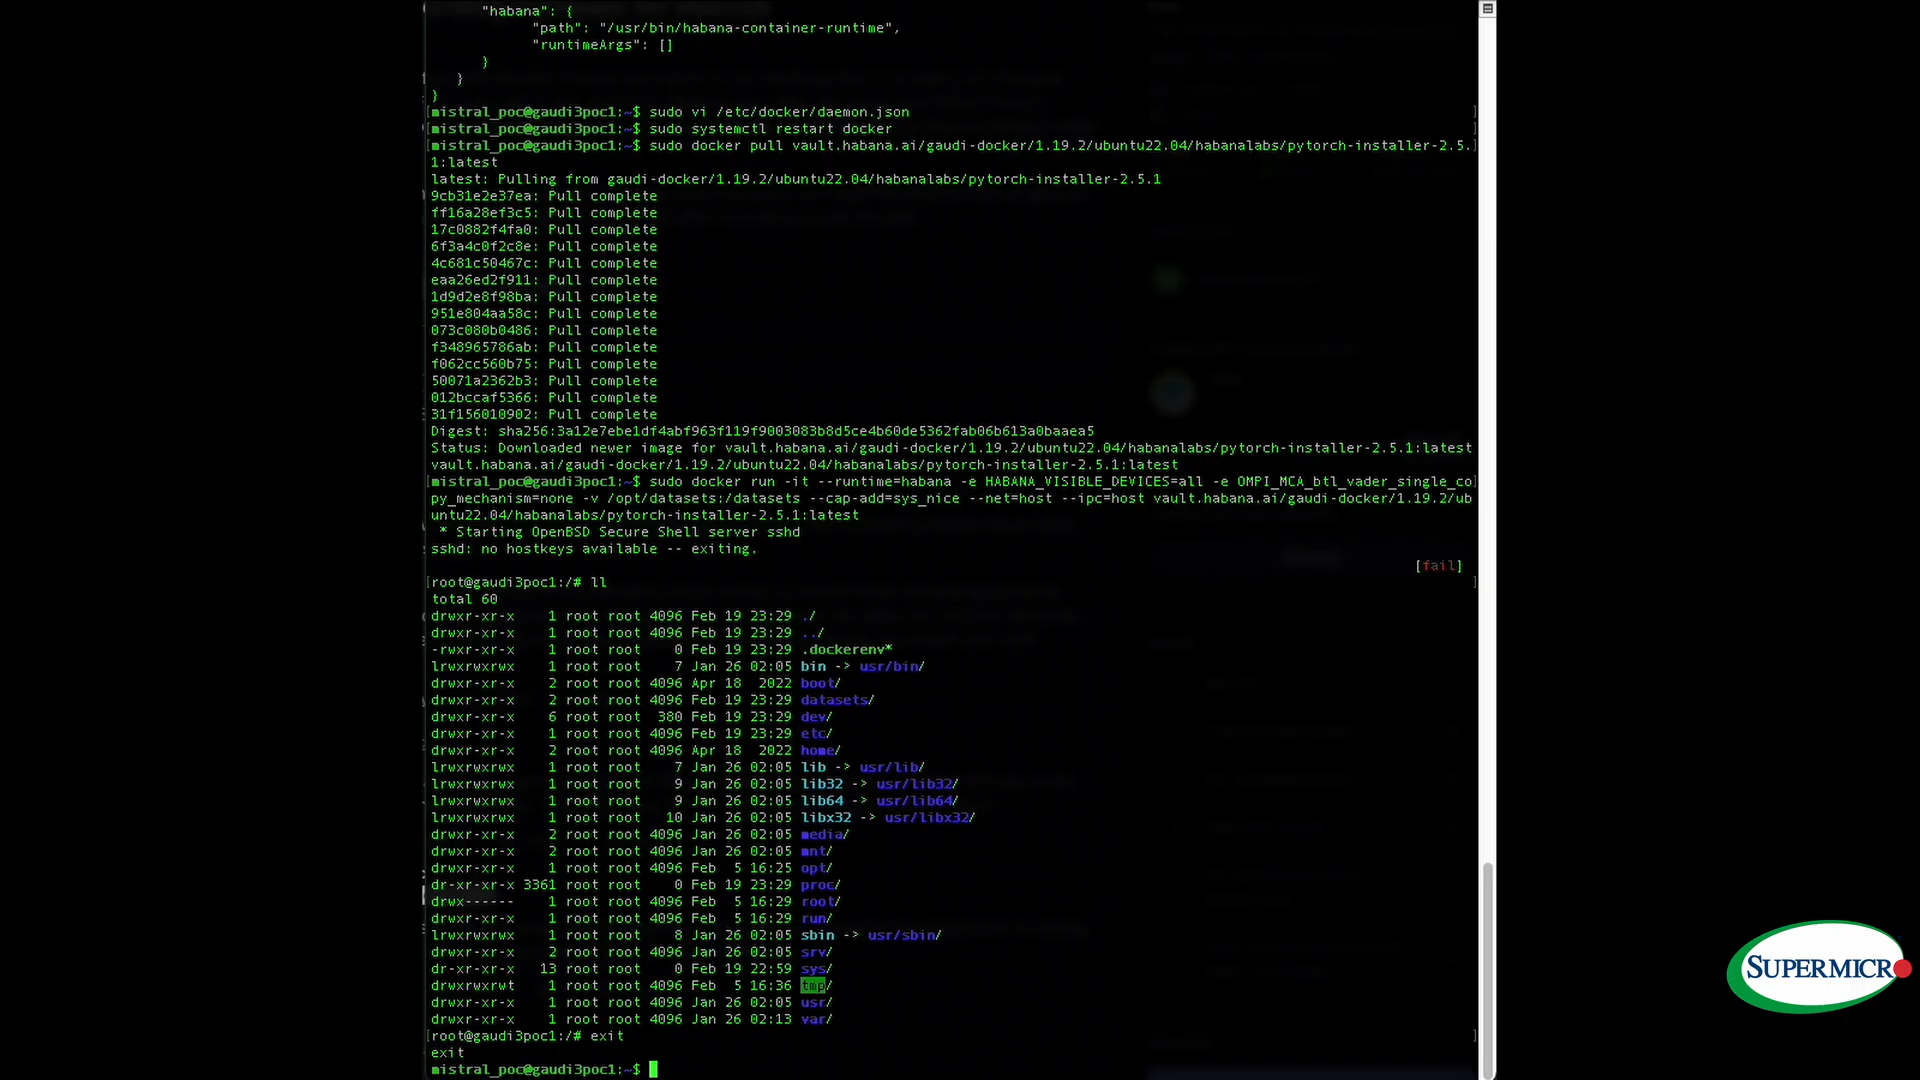 "habana": {
"path": "/usr/bin/habana-container-runtime",
"runtimeArgs": []
}
}
}
[mistral_poc@gaudi3poc1:~$ sudo vi /etc/docker/daemon.json ]
[mistral_poc@gaudi3poc1:~$ sudo systemctl restart docker ]
[mistral_poc@gaudi3poc1:~$ sudo docker pull vault.habana.ai/gaudi-docker/1.19.2/ubuntu22.04/habanalabs/pytorch-installer-2.5.]
1:latest
latest: Pulling from gaudi-docker/1.19.2/ubuntu22.04/habanalabs/pytorch-installer-2.5.1
9cb31e2e37ea: Pull complete
ff16a28ef3c5: Pull complete
17c0882f4fa0: Pull complete
6f3a4c0f2c8e: Pull complete
4c681c50467c: Pull complete
eaa26ed2f911: Pull complete
1d9d2e8f98ba: Pull complete
951e804aa58c: Pull complete
073c080b0486: Pull complete
f348965786ab: Pull complete
f062cc560b75: Pull complete
50071a2362b3: Pull complete
012bccaf5366: Pull complete
31f156010902: Pull complete
Digest: sha256:3a12e7ebe1df4abf963f119f9003083b8d5ce4b60de5362fab06b613a0baaea5
Status: Downloaded newer image for vault.habana.ai/gaudi-docker/1.19.2/ubuntu22.04/habanalabs/pytorch-installer-2.5.1:latest
vault.habana.ai/gaudi-docker/1.19.2/ubuntu22.04/habanalabs/pytorch-installer-2.5.1:latest
[mistral_poc@gaudi3poc1:~$ sudo docker run -it --runtime=habana -e HABANA_VISIBLE_DEVICES=all -e OMPI_MCA_btl_vader_single_co]
py_mechanism=none -v /opt/datasets:/datasets --cap-add=sys_nice --net=host --ipc=host vault.habana.ai/gaudi-docker/1.19.2/ub
untu22.04/habanalabs/pytorch-installer-2.5.1:latest
* Starting OpenBSD Secure Shell server sshd
sshd: no hostkeys available -- exiting.
[fail]
[root@gaudi3poc1:/# ll ]
total 60
drwxr-xr-x 1 root root 4096 Feb 19 23:29 ./
drwxr-xr-x 1 root root 4096 Feb 19 23:29 ../
-rwxr-xr-x 1 root root 0 Feb 19 23:29 .dockerenv*
lrwxrwxrwx 1 root root 7 Jan 26 02:05 bin -> usr/bin/
drwxr-xr-x 2 root root 4096 Apr 18 2022 boot/
drwxr-xr-x 2 root root 4096 Feb 19 23:29 datasets/
drwxr-xr-x 6 root root 380 Feb 19 23:29 dev/
drwxr-xr-x 1 root root 4096 Feb 19 23:29 etc/
drwxr-xr-x 2 root root 4096 Apr 18 2022 home/
lrwxrwxrwx 1 root root 7 Jan 26 02:05 lib -> usr/lib/
lrwxrwxrwx 1 root root 9 Jan 26 02:05 lib32 -> usr/lib32/
lrwxrwxrwx 1 root root 9 Jan 26 02:05 lib64 -> usr/lib64/
lrwxrwxrwx 1 root root 10 Jan 26 02:05 libx32 -> usr/libx32/
drwxr-xr-x 2 root root 4096 Jan 26 02:05 media/
drwxr-xr-x 2 root root 4096 Jan 26 02:05 mnt/
drwxr-xr-x 1 root root 4096 Feb 5 16:25 opt/
dr-xr-xr-x 3361 root root 0 Feb 19 23:29 proc/
drwx------ 1 root root 4096 Feb 5 16:29 root/
drwxr-xr-x 1 root root 4096 Feb 5 16:29 run/
lrwxrwxrwx 1 root root 8 Jan 26 02:05 sbin -> usr/sbin/
drwxr-xr-x 2 root root 4096 Jan 26 02:05 srv/
dr-xr-xr-x 13 root root 0 Feb 19 22:59 sys/
drwxrwxrwt 1 root root 4096 Feb 5 16:36 tmp/
drwxr-xr-x 1 root root 4096 Jan 26 02:05 usr/
drwxr-xr-x 1 root root 4096 Jan 26 02:13 var/
[root@gaudi3poc1:/# exit ]
exit
mistral_poc@gaudi3poc1:~$
SUPERMICRO